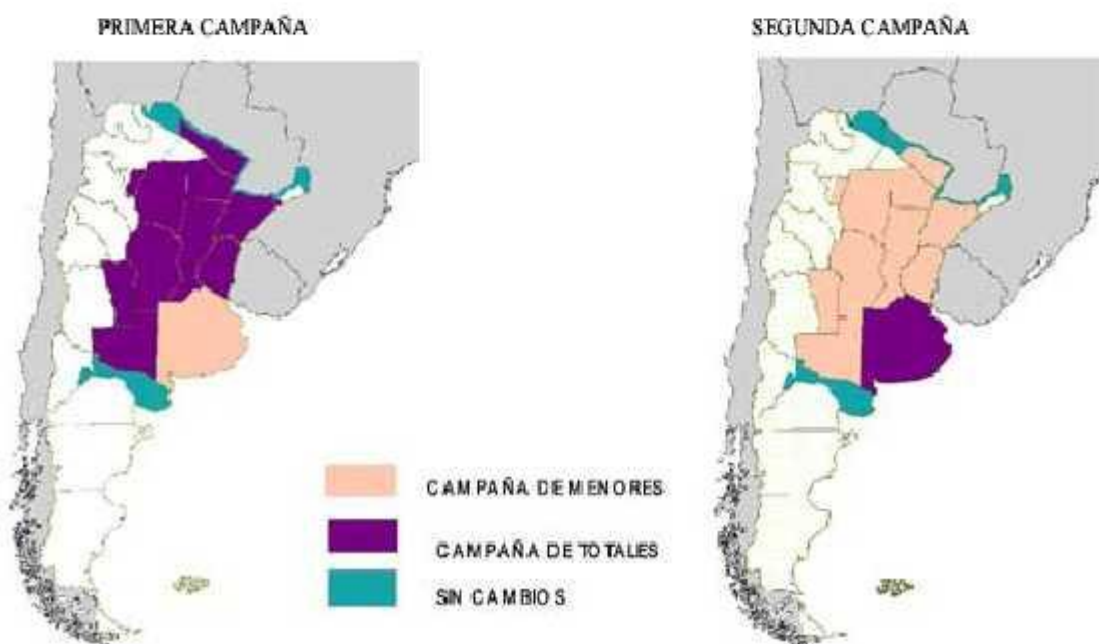 PRIMERA CAMPAÑA
SEGUNDA CAMPAÑA
CAMPAÑA DE MENORES
CAMPAÑA DE TOTALES
SIN CAMBIOS